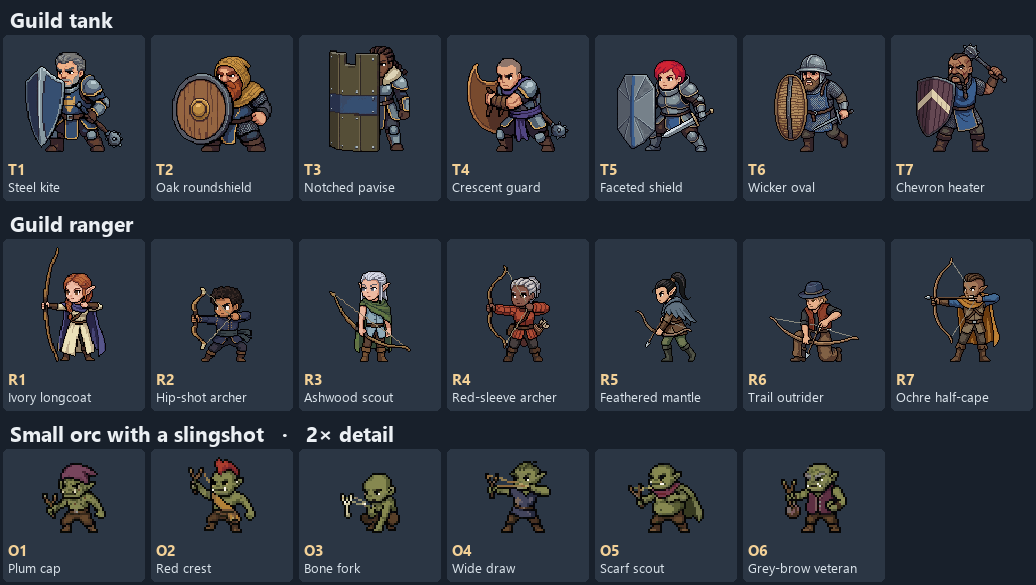 Guild tank
T1
Steel kite
T2
Oak roundshield
T3
Notched pavise
T4
Crescent guard
T5
Faceted shield
T6
Wicker oval
T7
Chevron heater
Guild ranger
R1
Ivory longcoat
R2
Hip-shot archer
R3
Ashwood scout
R4
Red-sleeve archer
R5
Feathered mantle
R6
Trail outrider
R7
Ochre half-cape
Small orc with a slingshot · 2× detail
O1
Plum cap
O2
Red crest
O3
Bone fork
O4
Wide draw
O5
Scarf scout
O6
Grey-brow veteran